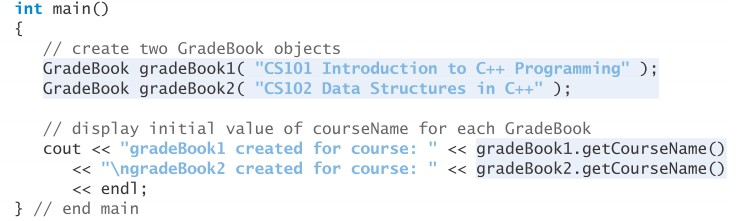 int main()
{
   // create two GradeBook objects
   GradeBook gradeBook1( "CS101 Introduction to C++ Programming" );
   GradeBook gradeBook2( "CS102 Data Structures in C++" );

   // display initial value of courseName for each GradeBook
   cout << "gradeBook1 created for course: " << gradeBook1.getCourseName()
      << "\ngradeBook2 created for course: " << gradeBook2.getCourseName()
      << endl;
} // end main